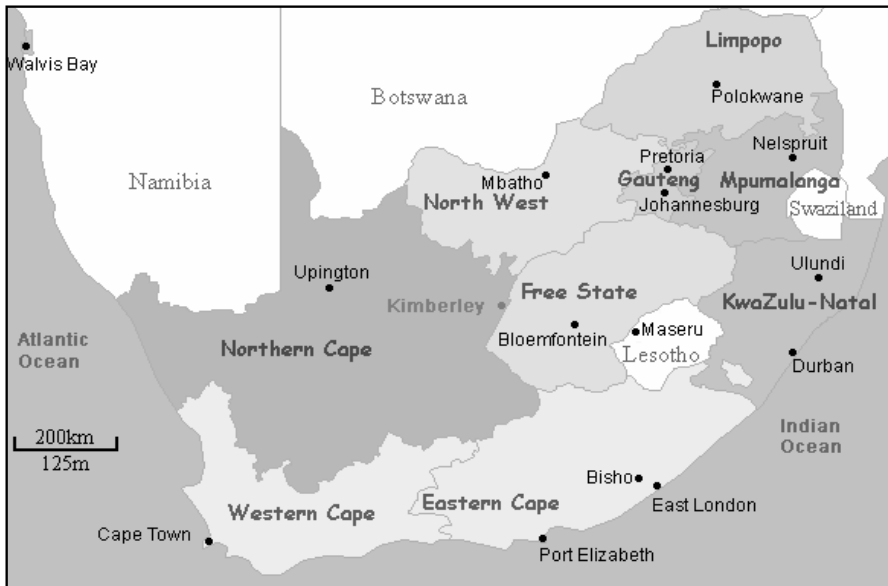 Limpopo
Walvis Bay
Polokwane
Botswana
Nelspruit
Pretoria
Namibia
Mbatho
Gauteng
Mpumalanga
North West
Johannesburg
Swaziland
Upington
Ulundi
Free State
Kimberley
KwaZulu-Natal
Atlantic
Ocean
Northern Cape
Bloemfontein
Maseru
Lesotho
Durban
Indian
Ocean
200km
125m
Bisho
Eastern Cape
East London
Western Cape
Cape Town
Port Elizabeth